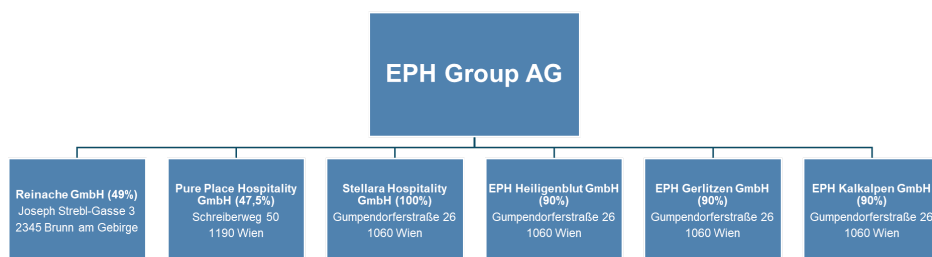 EPH Group AG
Reinache GmbH (49%)
Joseph Strebl-Gasse 3
2345 Brunn am Gebirge
Pure Place Hospitality
GmbH (47,5%)
Schreiberweg 50
1190 Wien
Stellara Hospitality
GmbH (100%)
Gumpendorferstraße 26
1060 Wien
EPH Heiligenblut GmbH
(90%)
Gumpendorferstraße 26
1060 Wien
EPH Gerlitzen GmbH
(90%)
Gumpendorferstraße 26
1060 Wien
EPH Kalkalpen GmbH
(90%)
Gumpendorferstraße 26
1060 Wien